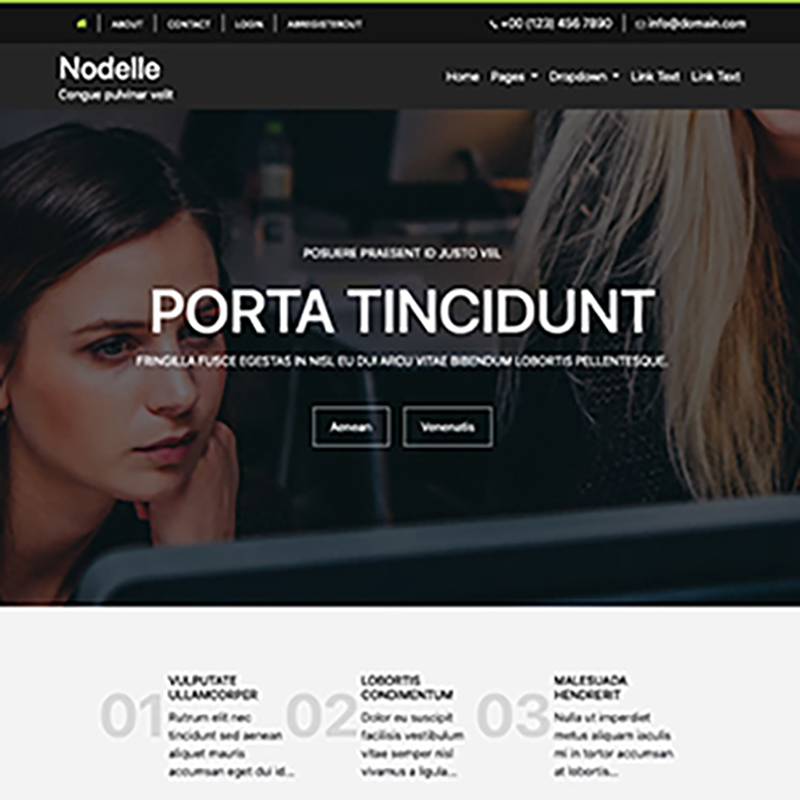 ABOUT
CONTACT
LOGIN
+00 (123) 456 7890
info@domain.com
Nodelle
Congue pulvinar velit
Home Pages Dropdown Link Text Link Text
POSUERE PRAESENT ID JUSTO VEL
PORTA TINCIDUNT
FRINGILLA FUSCE EGESTAS IN NISL EU DUI ARCU VITAE BIBENDUM LOBORTIS PELLENTESQUE.
Aenean Venenatis
01
VULPUTATE
ULLAMCORPER
Rutrum elit nec
tincidunt sed aenean
aliquet mauris
accumsan eget dui id...
02
LOBORTIS
CONDIMENTUM
Dolor eu suscipit
facilisis vestibulum
vitae semper nisl
vivamus a ligula...
03
MALESUADA
HENDRERIT
Nulla ut imperdiet
metus aliquam iaculis
mi in tortor accumsan
at lobortis...